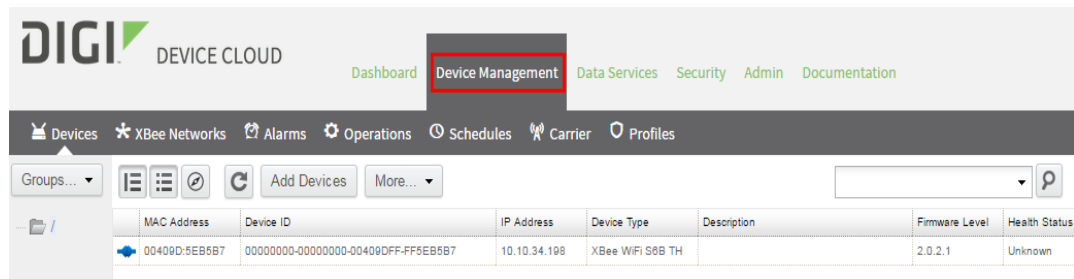 DIGI DEVICE CLOUD
Dashboard Device Management Data Services Security Admin Documentation
Devices XBee Networks Alarms Operations Schedules Carrier Profiles
Groups... Add Devices More...
/
MAC Address Device ID IP Address Device Type Description Firmware Level Health Status
00409D:5EB5B7 00000000-00000000-00409DFF-FF5EB5B7 10.10.34.198 XBee WiFi S6B TH 2.0.2.1 Unknown